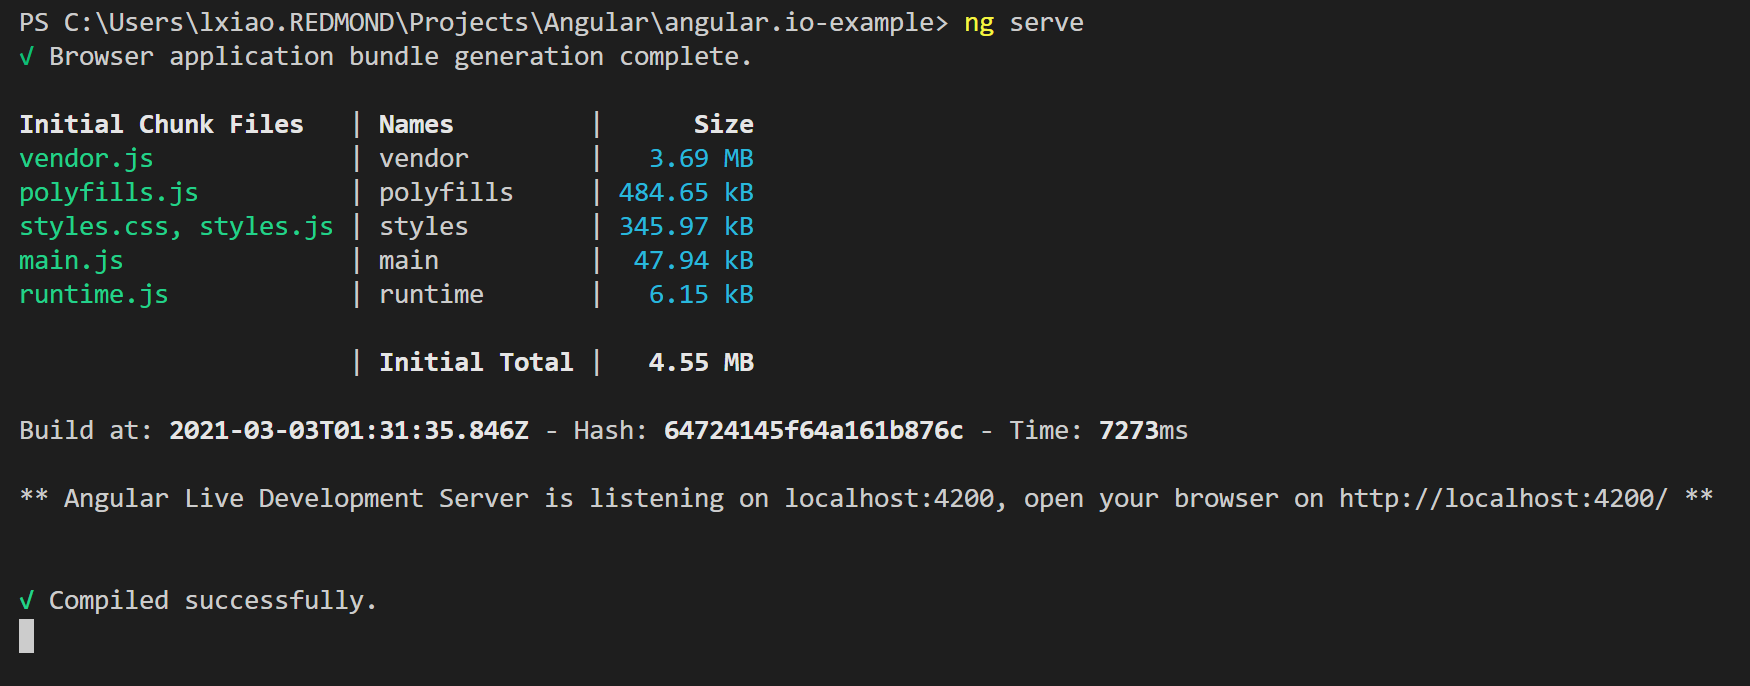 PS C:\Users\lxiao.REDMOND\Projects\Angular\angular.io-example> ng serve
√ Browser application bundle generation complete.
Initial Chunk Files | Names | Size
vendor.js | vendor | 3.69 MB
polyfills.js | polyfills | 484.65 kB
styles.css, styles.js | styles | 345.97 kB
main.js | main | 47.94 kB
runtime.js | runtime | 6.15 kB
| Initial Total | 4.55 MB
Build at: 2021-03-03T01:31:35.846Z - Hash: 64724145f64a161b876c - Time: 7273ms
** Angular Live Development Server is listening on localhost:4200, open your browser on http://localhost:4200/ **
√ Compiled successfully.